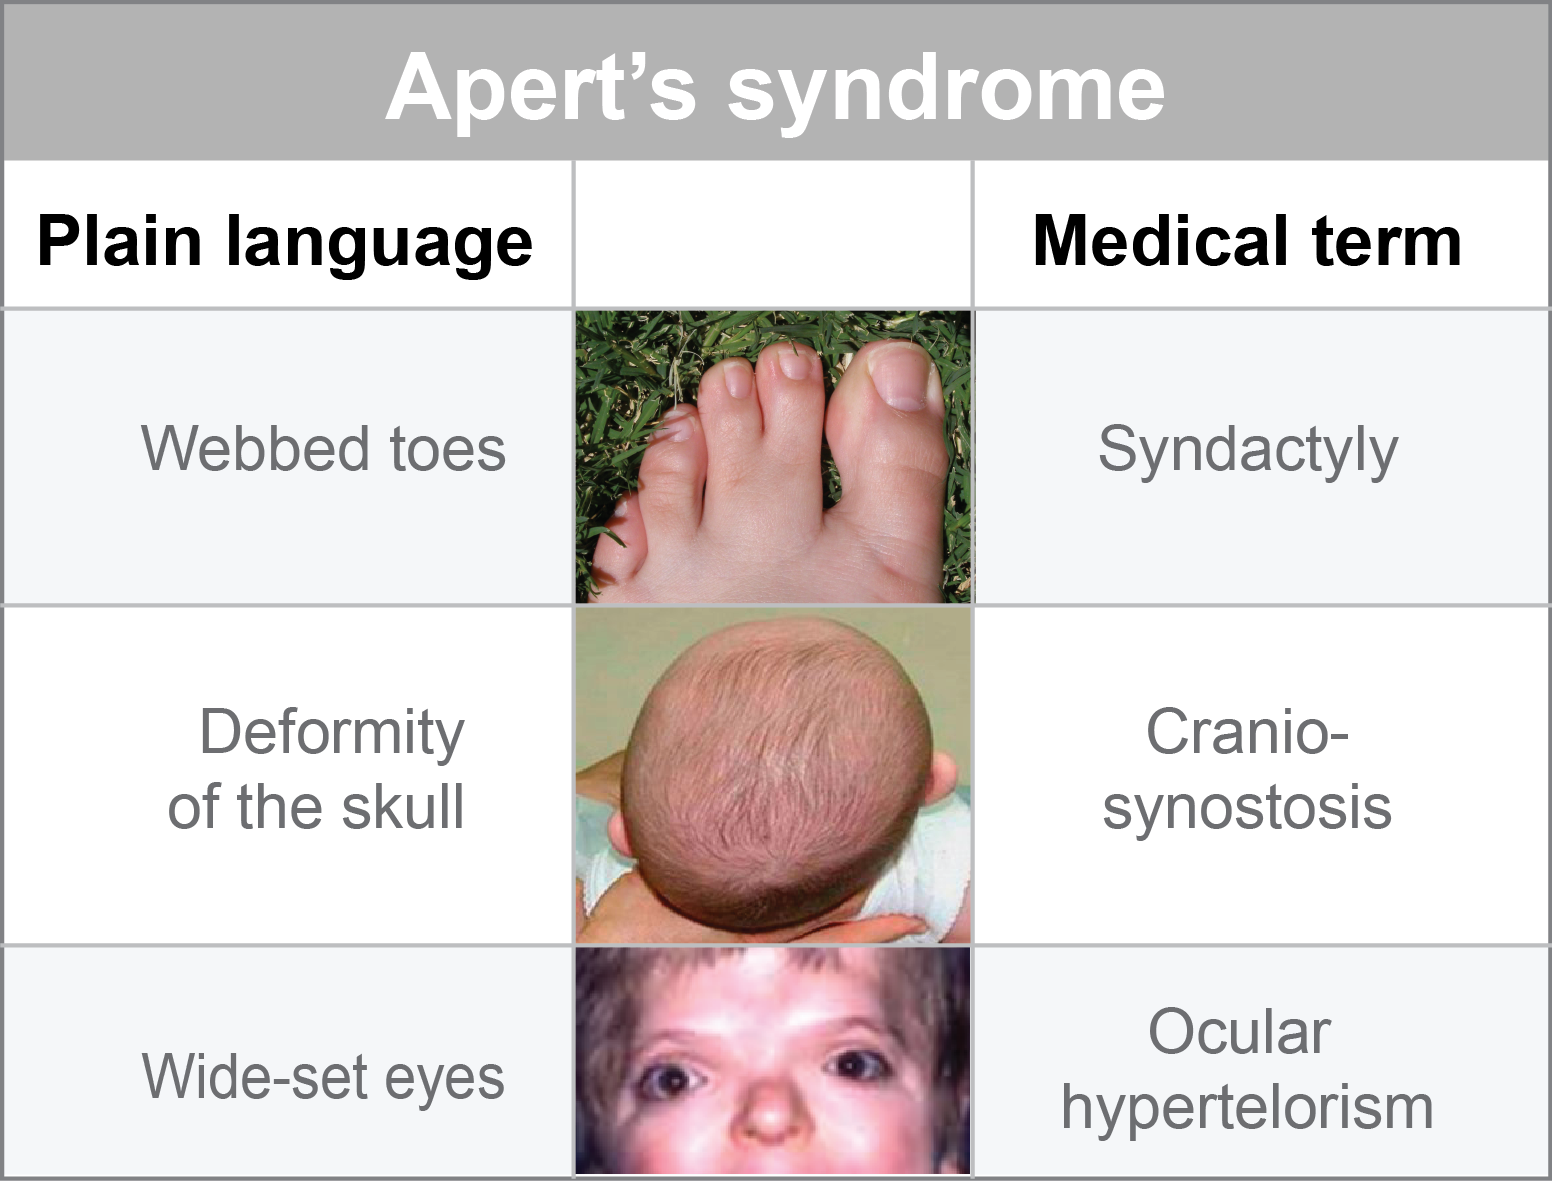 Apert’s syndrome
Plain language
Medical term
Webbed toes
Syndactyly
Deformity
of the skull
Cranio-
synostosis
Wide-set eyes
Ocular
hypertelorism